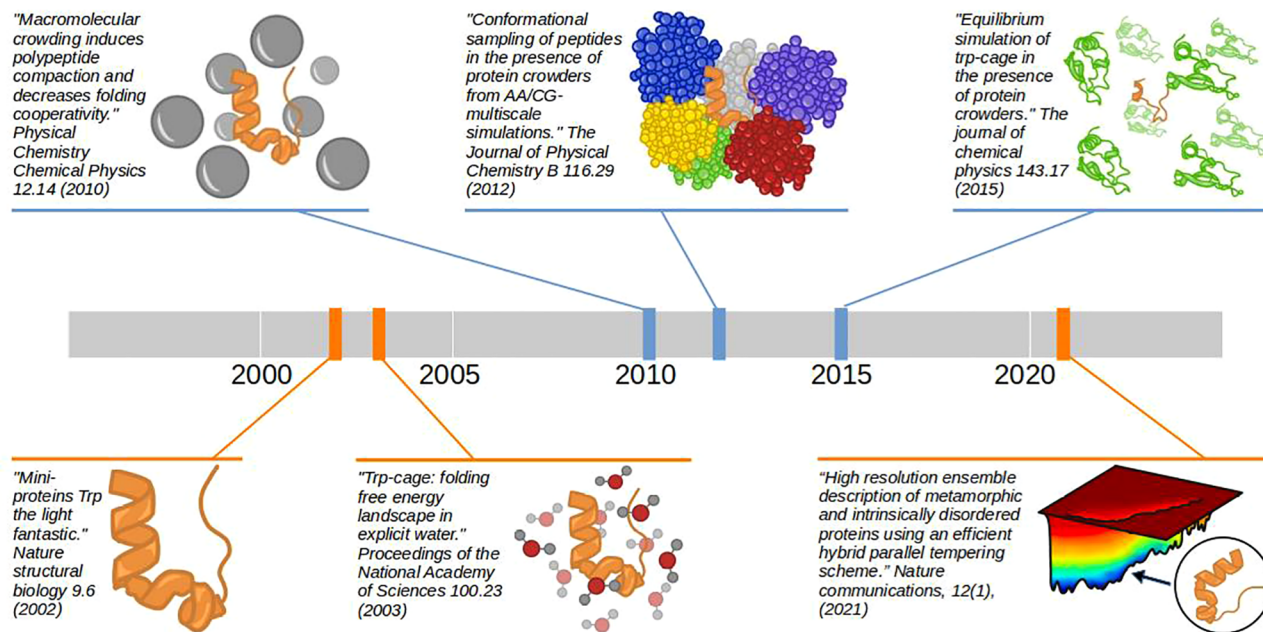 "Macromolecular
crowding induces
polypeptide
compaction and
decreases folding
cooperativity."
Physical
Chemistry
Chemical Physics
12.14 (2010)
"Conformational
sampling of peptides
in the presence of
protein crowders
from AA/CG-
multiscale
simulations." The
Journal of Physical
Chemistry B 116.29
(2012)
"Equilibrium
simulation of
trp-cage in
the presence
of protein
crowders." The
journal of
chemical
physics 143.17
(2015)
2000
2005
2010
2015
2020
"Mini-
proteins Trp
the light
fantastic."
Nature
structural
biology 9.6
(2002)
"Trp-cage: folding
free energy
landscape in
explicit water."
Proceedings of the
National Academy
of Sciences 100.23
(2003)
“High resolution ensemble
description of metamorphic
and intrinsically disordered
proteins using an efficient
hybrid parallel tempering
scheme.” Nature
communications, 12(1),
(2021)